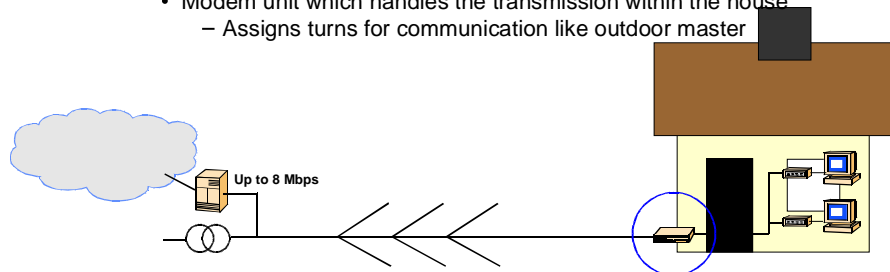 • Modem unit which handles the transmission within the house
– Assigns turns for communication like outdoor master
Up to 8 Mbps